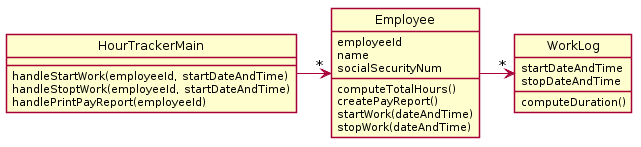 HourTrackerMain
handleStartWork(employeeId, startDateAndTime)
handleStoptWork(employeeId, startDateAndTime)
handlePrintPayReport(employeeId)
*
Employee
employeeId
name
socialSecurityNum
computeTotalHours()
createPayReport()
startWork(dateAndTime)
stopWork(dateAndTime)
*
WorkLog
startDateAndTime
stopDateAndTime
computeDuration()